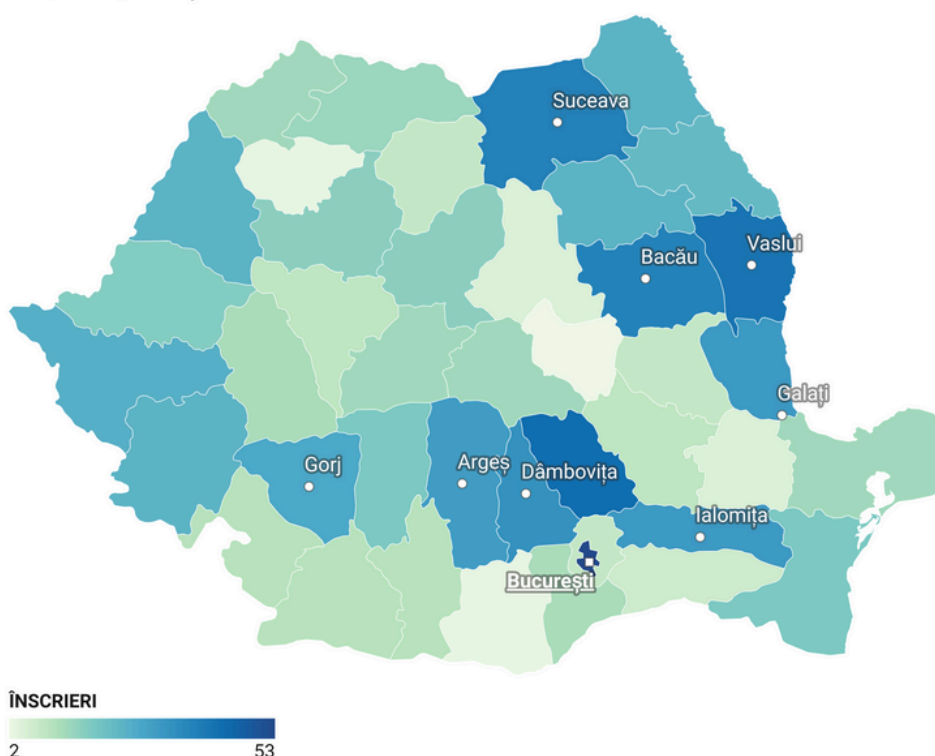 Suceava
Vaslui
Bacău
Galați
Gorj
Argeș
Dâmbovița
Ialomița
București
ÎNSCRIERI
2
53